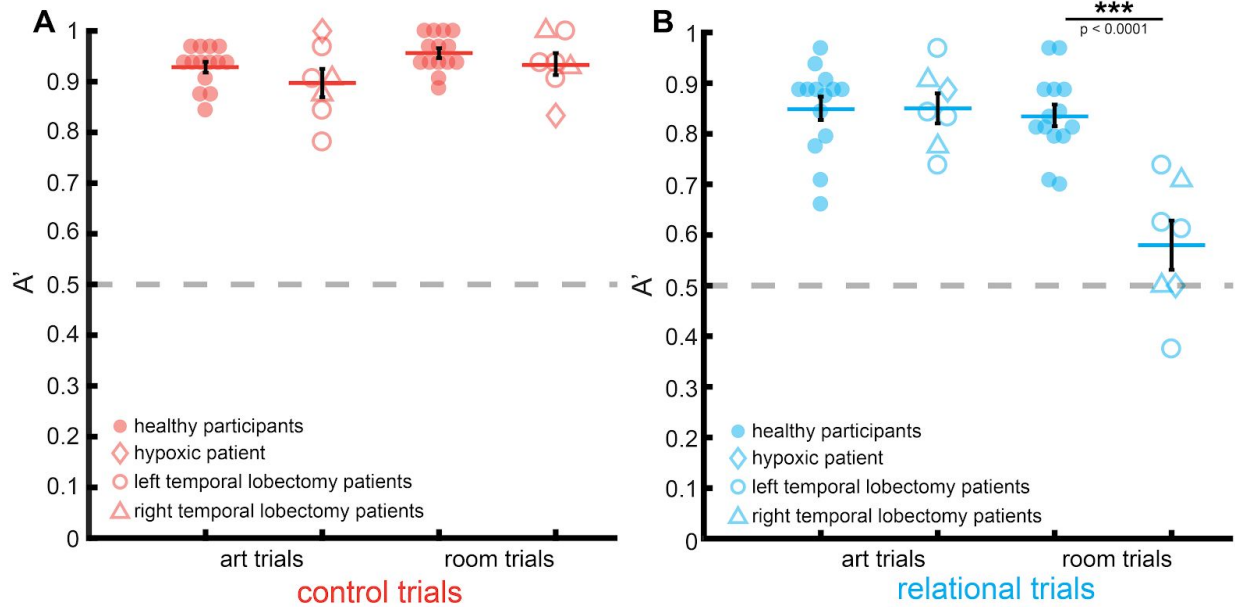 A
A'
1
0.9
0.8
0.7
0.6
0.5
0.4
0.3
0.2
0.1
0
healthy participants
hypoxic patient
left temporal lobectomy patients
right temporal lobectomy patients
art trials
room trials
control trials
B
***
p < 0.0001
A'
1
0.9
0.8
0.7
0.6
0.5
0.4
0.3
0.2
0.1
0
healthy participants
hypoxic patient
left temporal lobectomy patients
right temporal lobectomy patients
art trials
room trials
relational trials